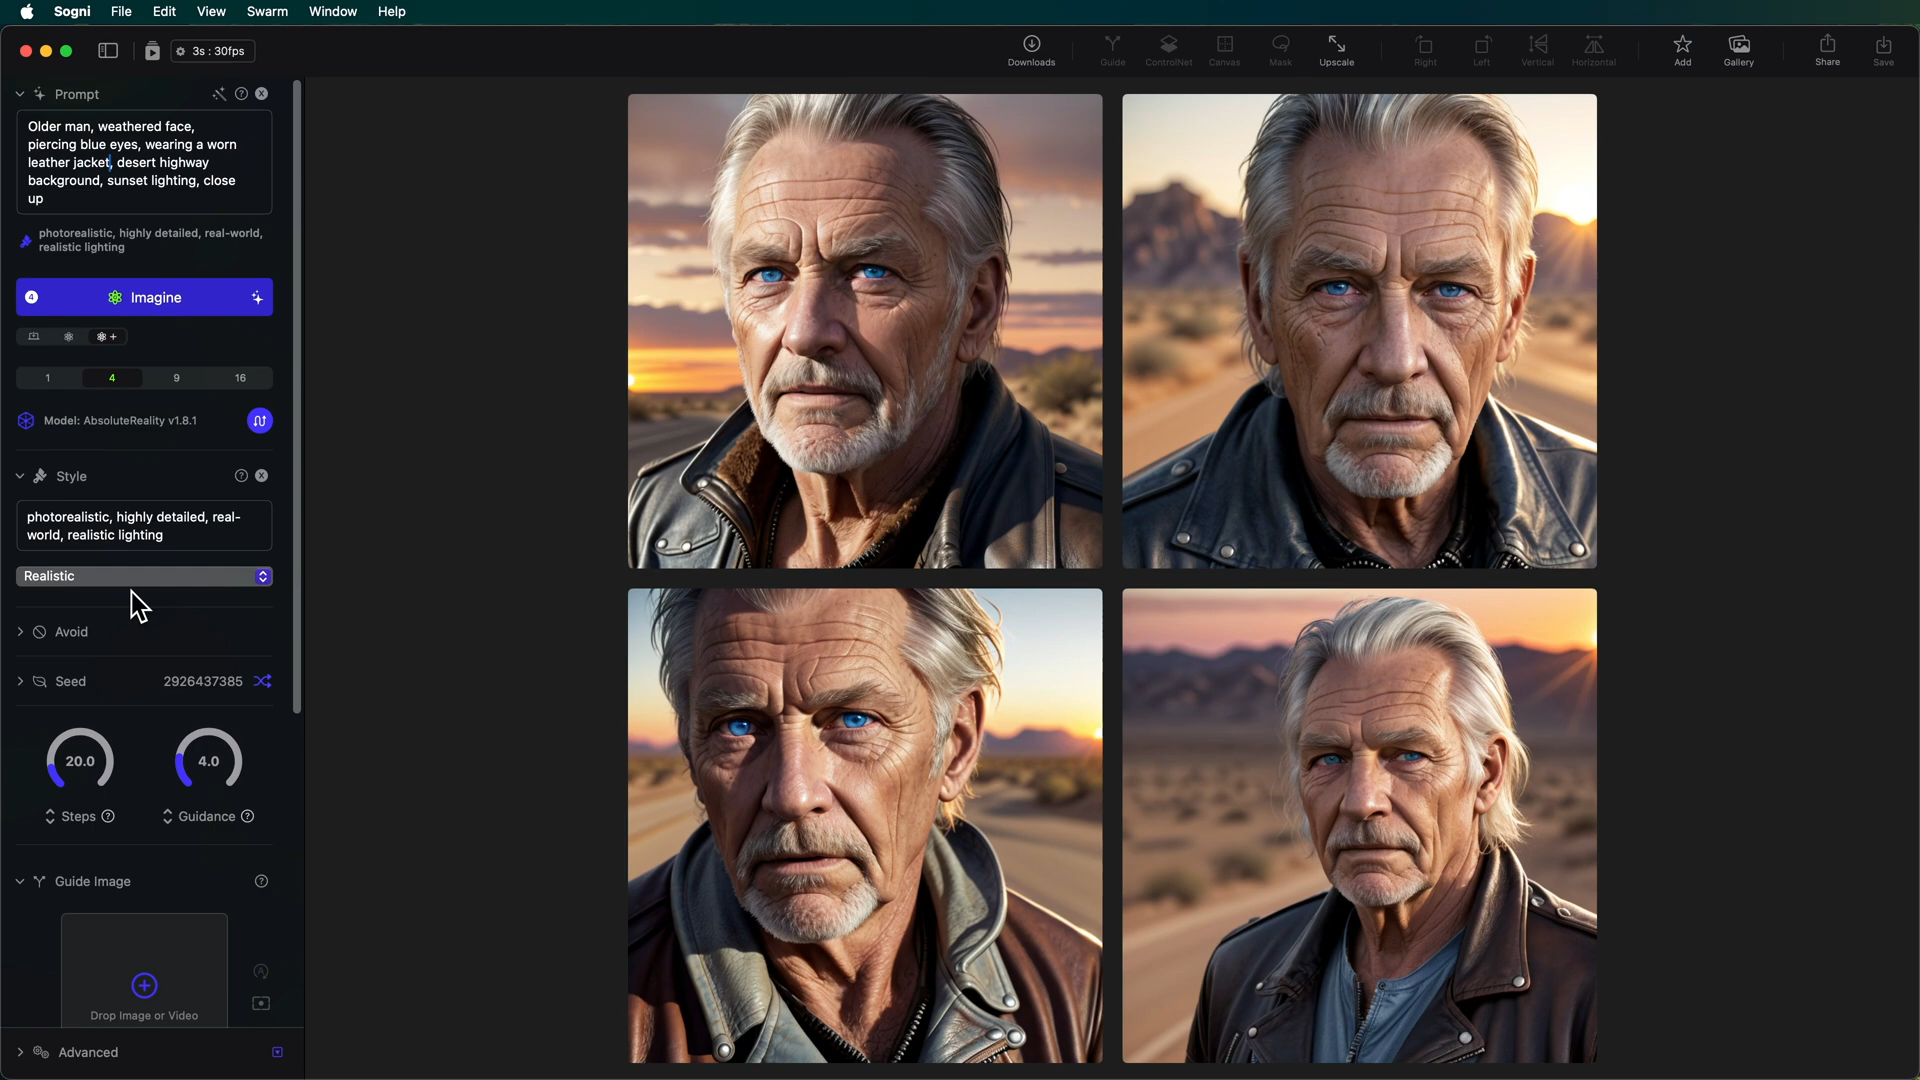 Sogni File Edit View Swarm Window Help
3s : 30fps
Downloads Guide ControlNet Canvas Mask Upscale Right Left Vertical Horizontal Add Gallery Share Save
Prompt
Older man, weathered face,
piercing blue eyes, wearing a worn
leather jacket, desert highway
background, sunset lighting, close
up
photorealistic, highly detailed, real-world,
realistic lighting
4 Imagine
1 4 9 16
Model: AbsoluteReality v1.8.1
Style
photorealistic, highly detailed, real-
world, realistic lighting
Realistic
Avoid
Seed 2926437385
20.0 4.0
Steps Guidance
Guide Image
Drop Image or Video
Advanced